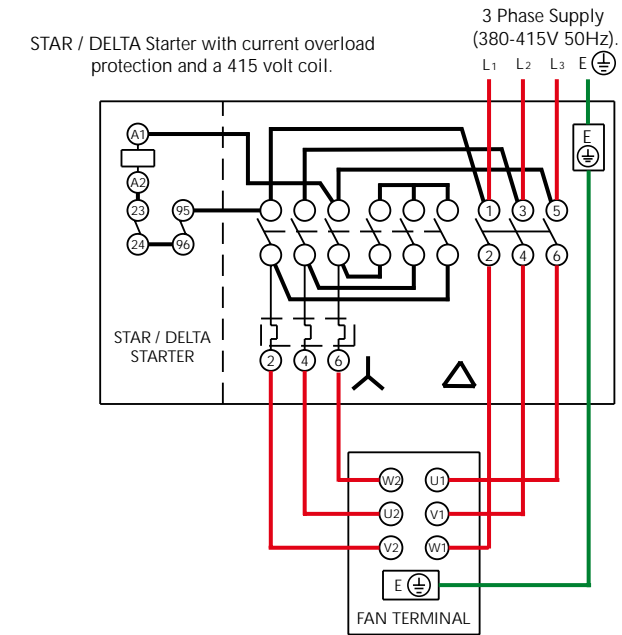 3 Phase Supply
(380-415V 50Hz).
STAR / DELTA Starter with current overload
protection and a 415 volt coil.
L1 L2 L3 E
A1
E
A2
23 95
1 3 5
24 96
2 4 6
STAR / DELTA
STARTER
2 4 6
W2 U1
U2 V1
V2 W1
E
FAN TERMINAL